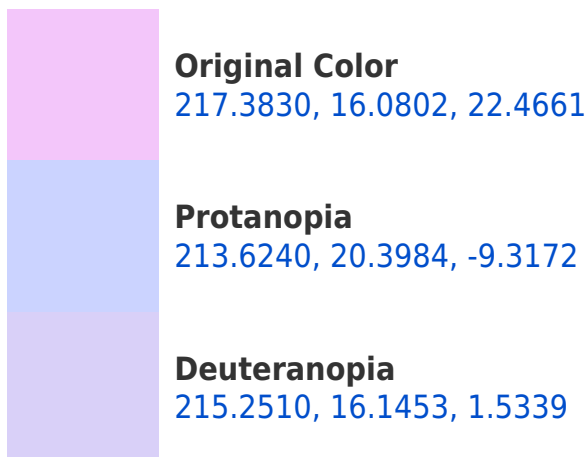 Original Color
217.3830, 16.0802, 22.4661
Protanopia
213.6240, 20.3984, -9.3172
Deuteranopia
215.2510, 16.1453, 1.5339